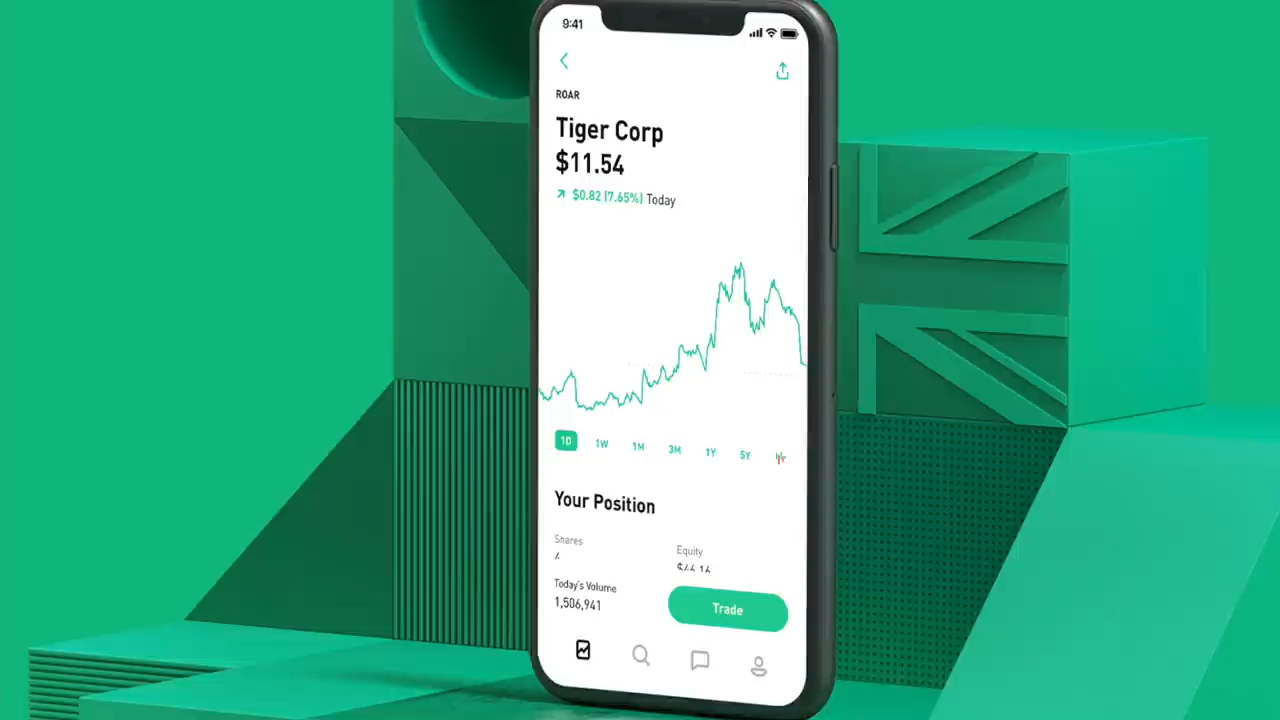 9:41
ROAR
Tiger Corp
$11.54
$0.82 (7.65%) Today
1D 1W 1M 3M 1Y 5Y
Your Position
Shares
Equity
Today's Volume
1,506,941
Trade